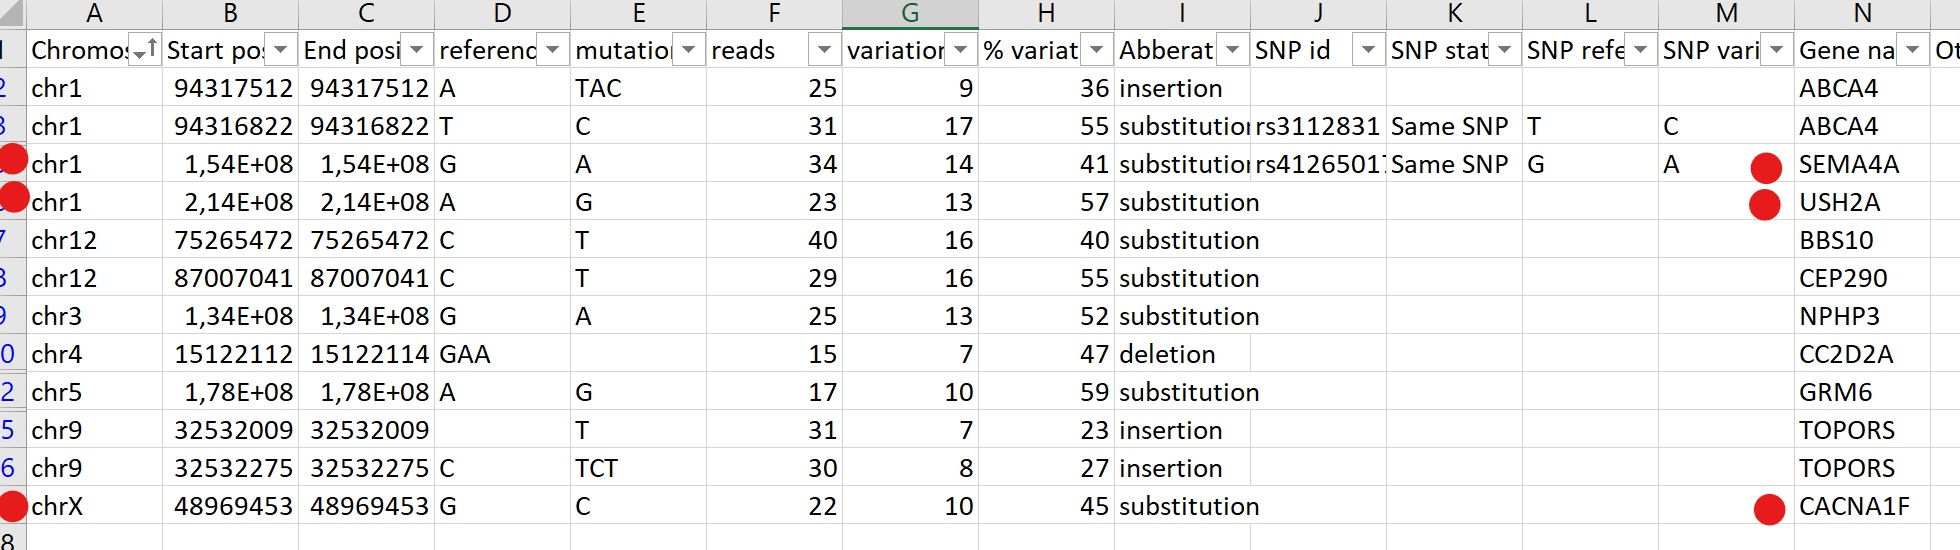 A B C D E F G H I J K L M N
Chromos Start pos End posi referenc mutation reads variation % variat Abberat SNP id SNP stat SNP refe SNP vari Gene na Ot
2 chr1 94317512 94317512 A TAC 25 9 36 insertion ABCA4
3 chr1 94316822 94316822 T C 31 17 55 substitution rs3112831 Same SNP T C ABCA4
chr1 1,54E+08 1,54E+08 G A 34 14 41 substitution rs41265017 Same SNP G A SEMA4A
chr1 2,14E+08 2,14E+08 A G 23 13 57 substitution USH2A
7 chr12 75265472 75265472 C T 40 16 40 substitution BBS10
8 chr12 87007041 87007041 C T 29 16 55 substitution CEP290
9 chr3 1,34E+08 1,34E+08 G A 25 13 52 substitution NPHP3
0 chr4 15122112 15122114 GAA 15 7 47 deletion CC2D2A
2 chr5 1,78E+08 1,78E+08 A G 17 10 59 substitution GRM6
5 chr9 32532009 32532009 T 31 7 23 insertion TOPORS
6 chr9 32532275 32532275 C TCT 30 8 27 insertion TOPORS
chrX 48969453 48969453 G C 22 10 45 substitution CACNA1F
8